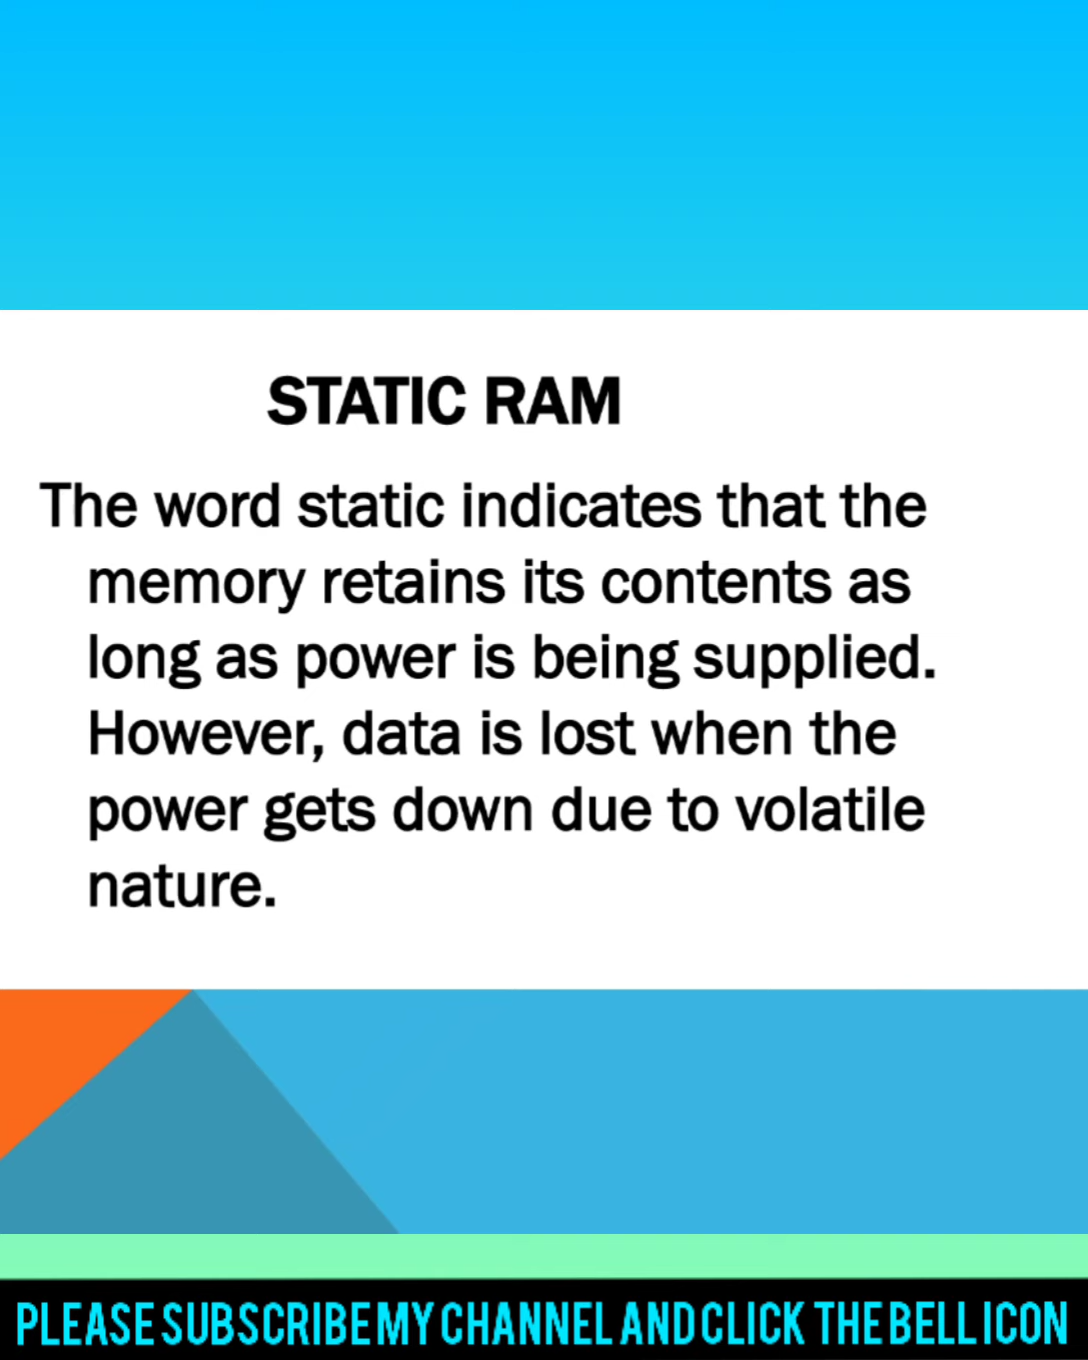 STATIC RAM
The word static indicates that the
memory retains its contents as
long as power is being supplied.
However, data is lost when the
power gets down due to volatile
nature.
PLEASE SUBSCRIBE MY CHANNEL AND CLICK THE BELL ICON